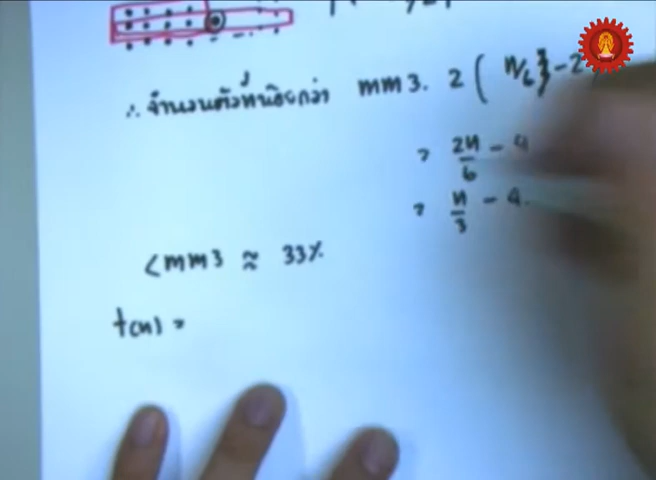 ∴ จำนวนตัวที่น้อยกว่า mm3. 2 ( n/6 } - 2
= 2n/6 - 4
= n/3 - 4.
< mm3 ≈ 33%
t(n) =